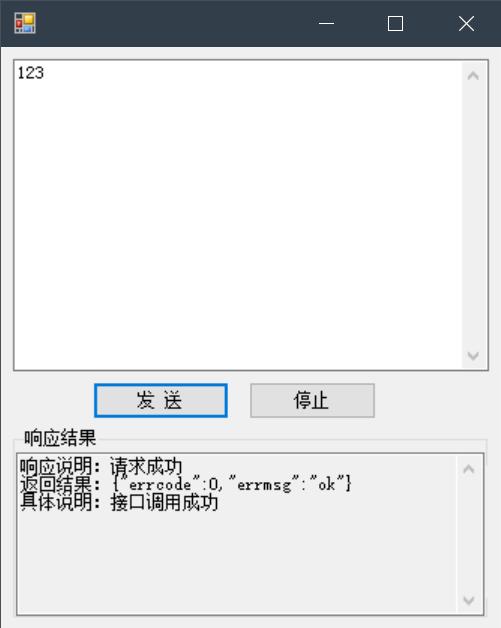 123
发 送
停止
响应结果
响应说明：请求成功
返回结果：{"errcode":0,"errmsg":"ok"}
具体说明：接口调用成功